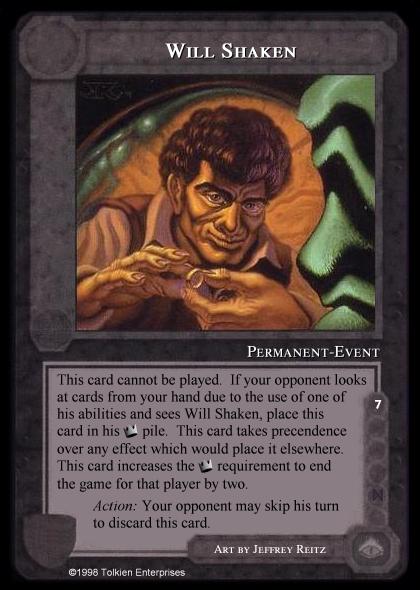 Will Shaken
Permanent-Event
This card cannot be played. If your opponent looks
at cards from your hand due to the use of one of
his abilities and sees Will Shaken, place this
card in his pile. This card takes precendence
over any effect which would place it elsewhere.
This card increases the requirement to end
the game for that player by two.
7
Action: Your opponent may skip his turn
to discard this card.
Art by Jeffrey Reitz
©1998 Tolkien Enterprises